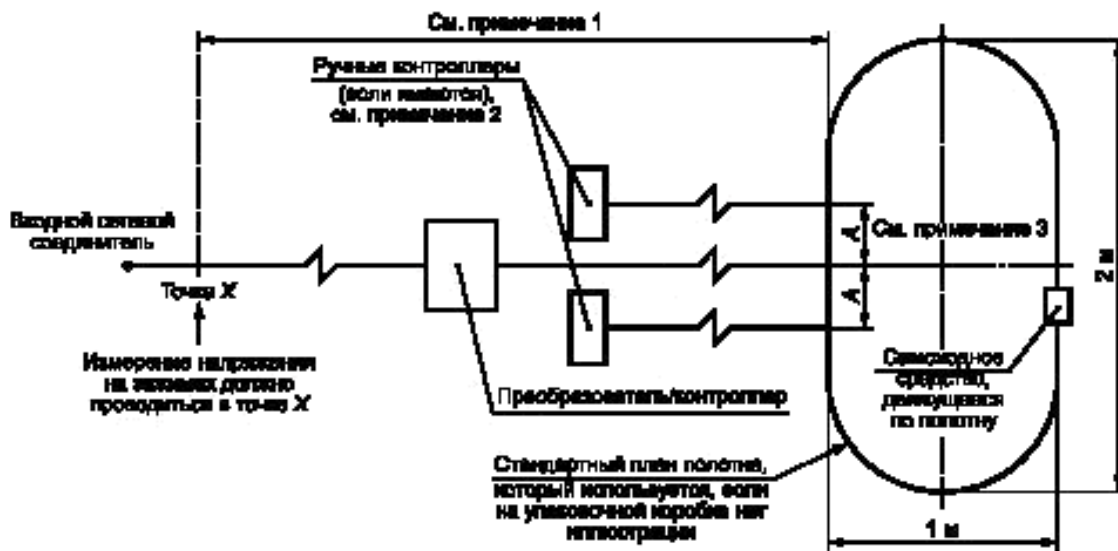 См. примечание 1
Ручные контроллеры
(если имеются),
см. примечание 2
Входной сетевой
соединитель
См. примечание 3
A
A
2 м
Точка X
Измерение напряжения
на зажимах должно
проводиться в точке X
Преобразователь/контроллер
Самоходное
средство,
движущееся
по полотну
Стандартный план полотна,
который используется, если
на упаковочной коробке нет
иллюстрации
1 м